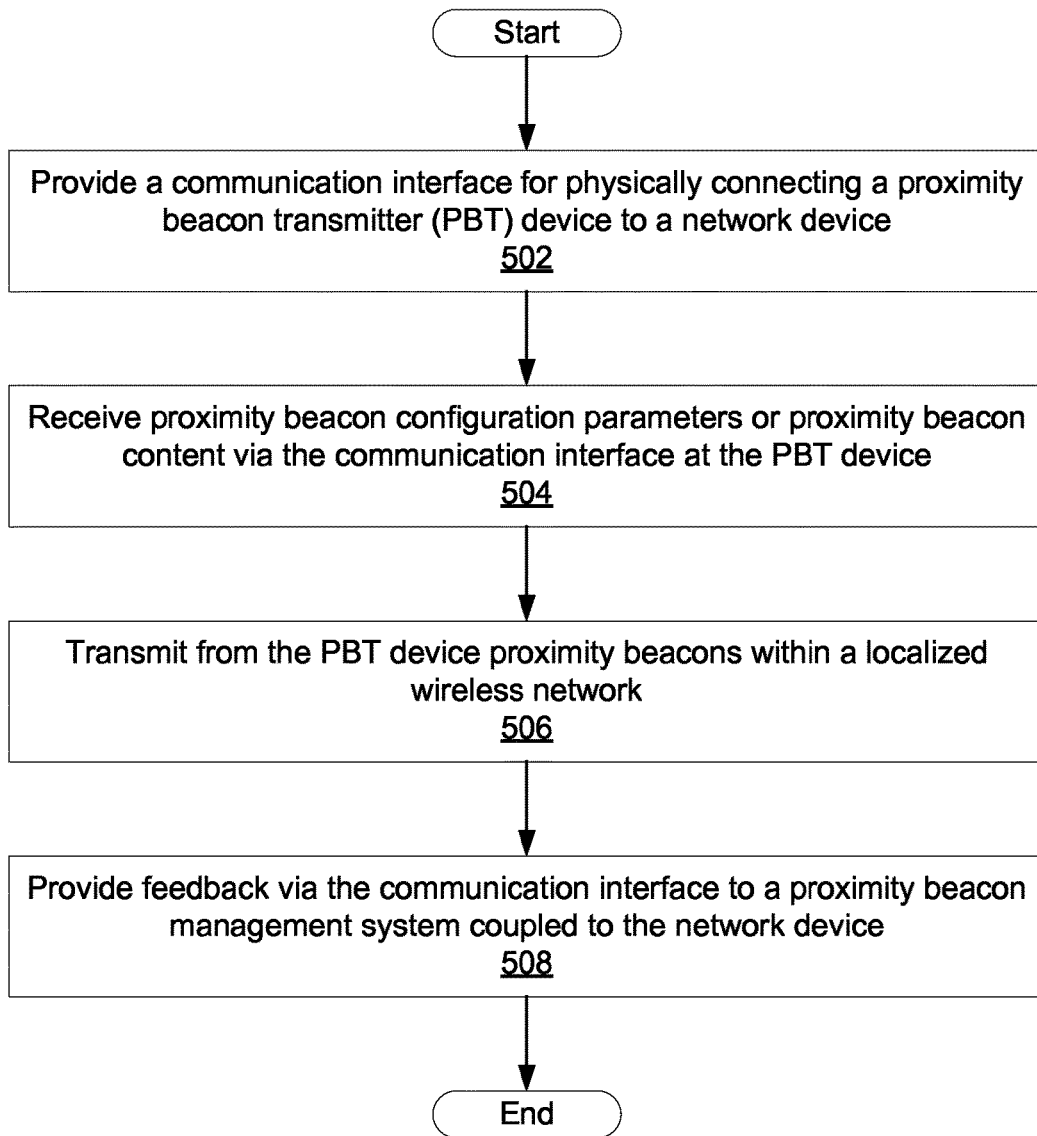 Start
Provide a communication interface for physically connecting a proximity
beacon transmitter (PBT) device to a network device
502
Receive proximity beacon configuration parameters or proximity beacon
content via the communication interface at the PBT device
504
Transmit from the PBT device proximity beacons within a localized
wireless network
506
Provide feedback via the communication interface to a proximity beacon
management system coupled to the network device
508
End